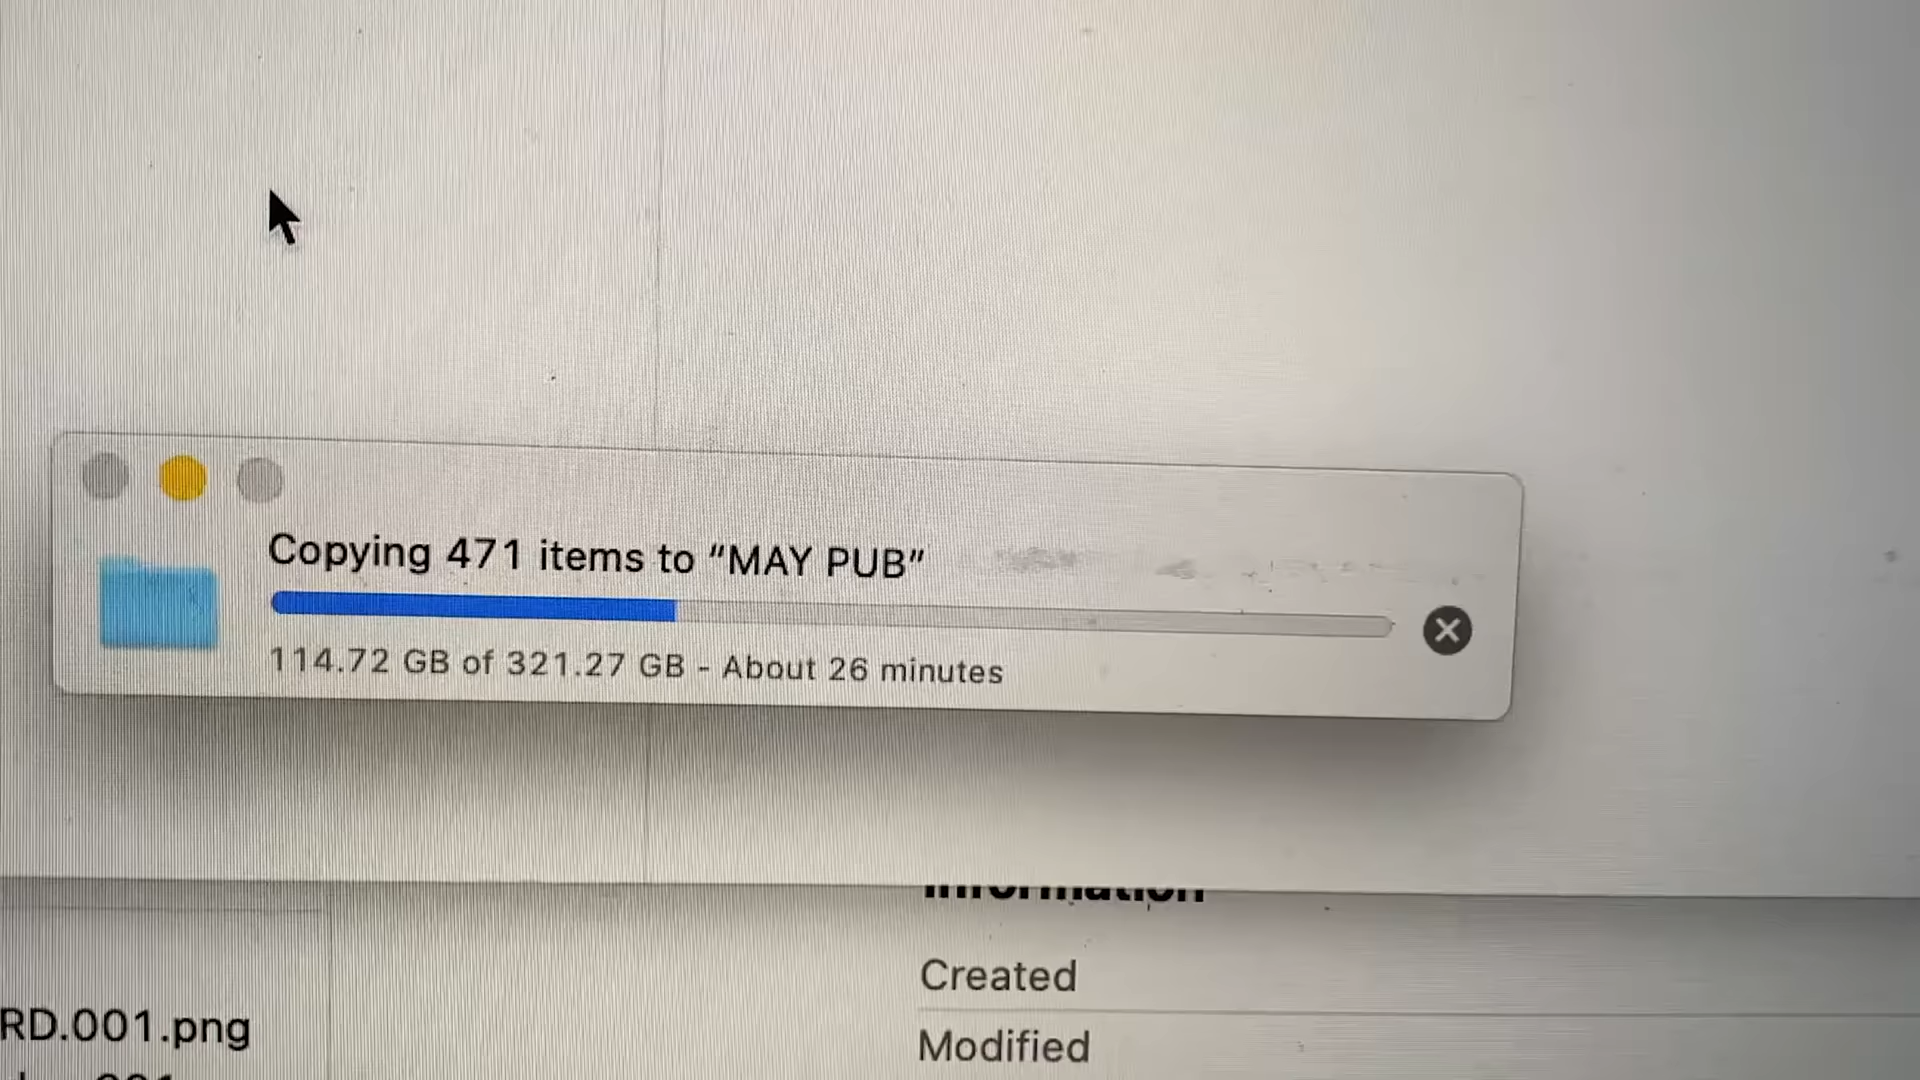 Copying 471 items to “MAY PUB”
114.72 GB of 321.27 GB - About 26 minutes
Information
Created
RD.001.png
Modified